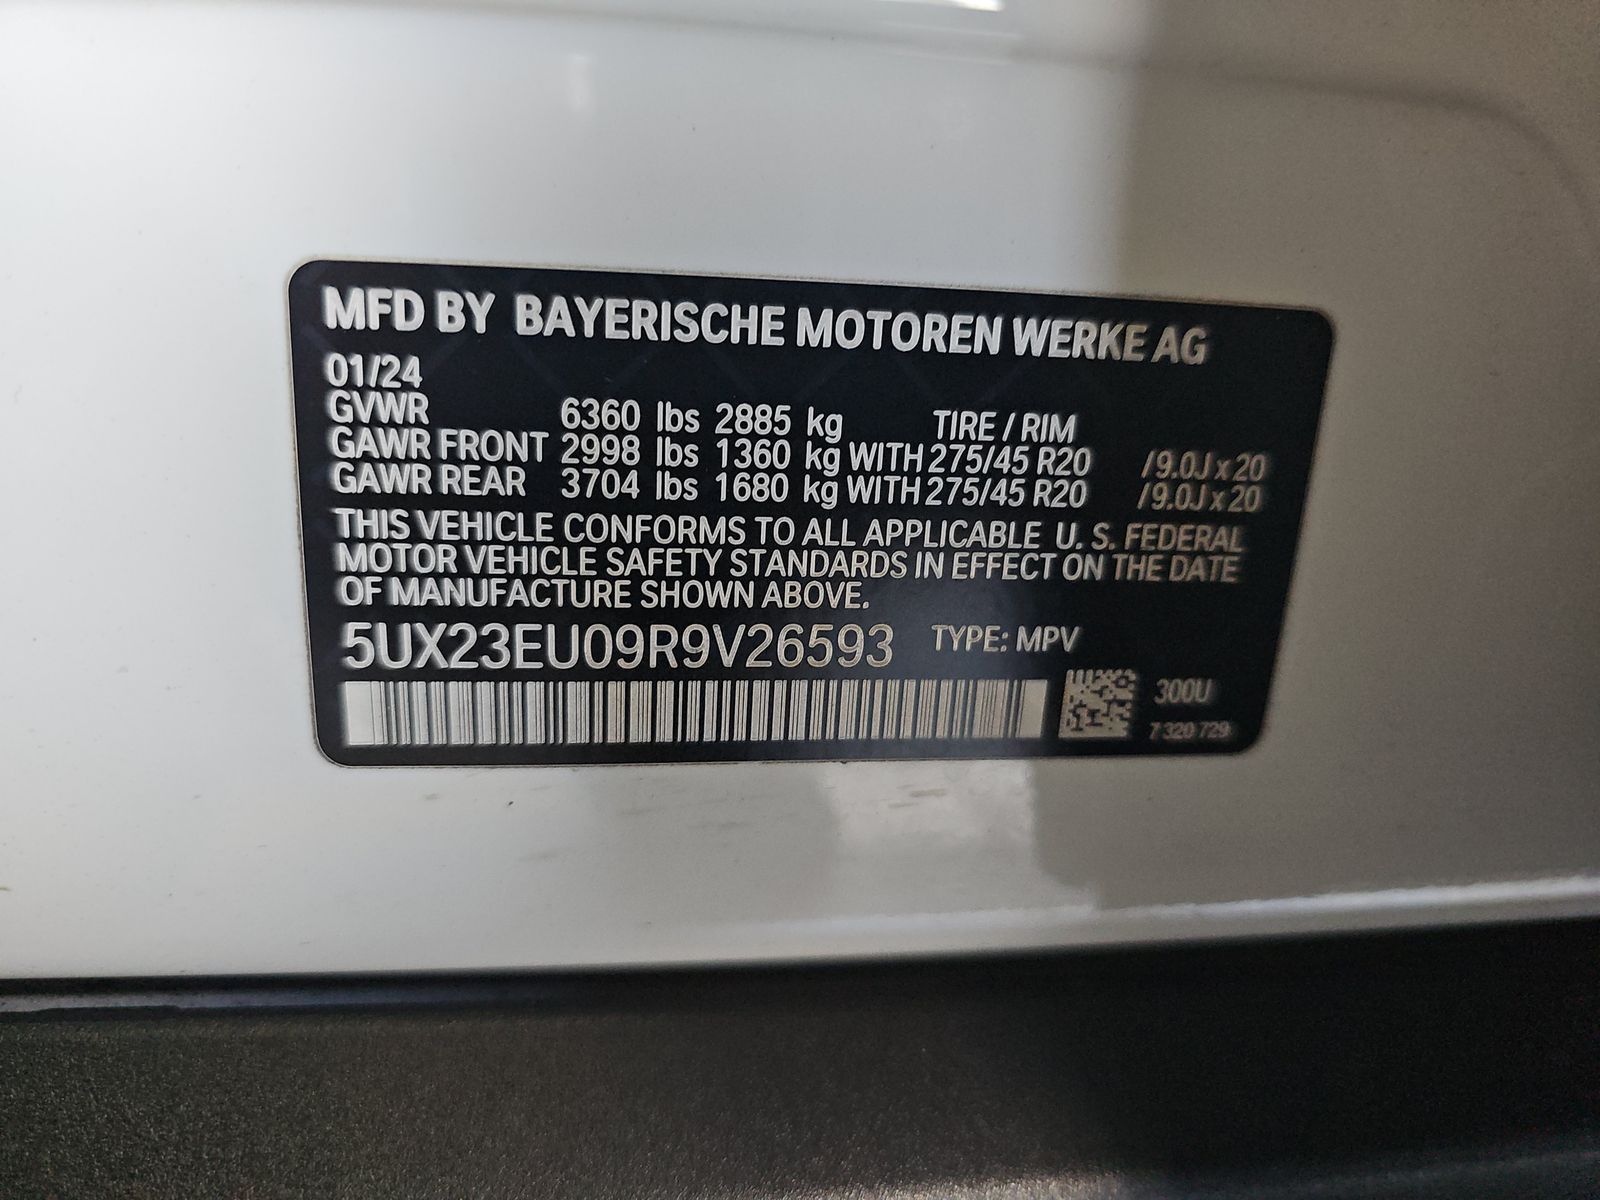 MFD BY BAYERISCHE MOTOREN WERKE AG
01/24
GVWR 6360 lbs 2885 kg TIRE / RIM
GAWR FRONT 2998 lbs 1360 kg WITH 275/45 R20 /9.0J x 20
GAWR REAR 3704 lbs 1680 kg WITH 275/45 R20 /9.0J x 20
THIS VEHICLE CONFORMS TO ALL APPLICABLE U. S. FEDERAL
MOTOR VEHICLE SAFETY STANDARDS IN EFFECT ON THE DATE
OF MANUFACTURE SHOWN ABOVE.
5UX23EU09R9V26593 TYPE: MPV
300U
7 320 729